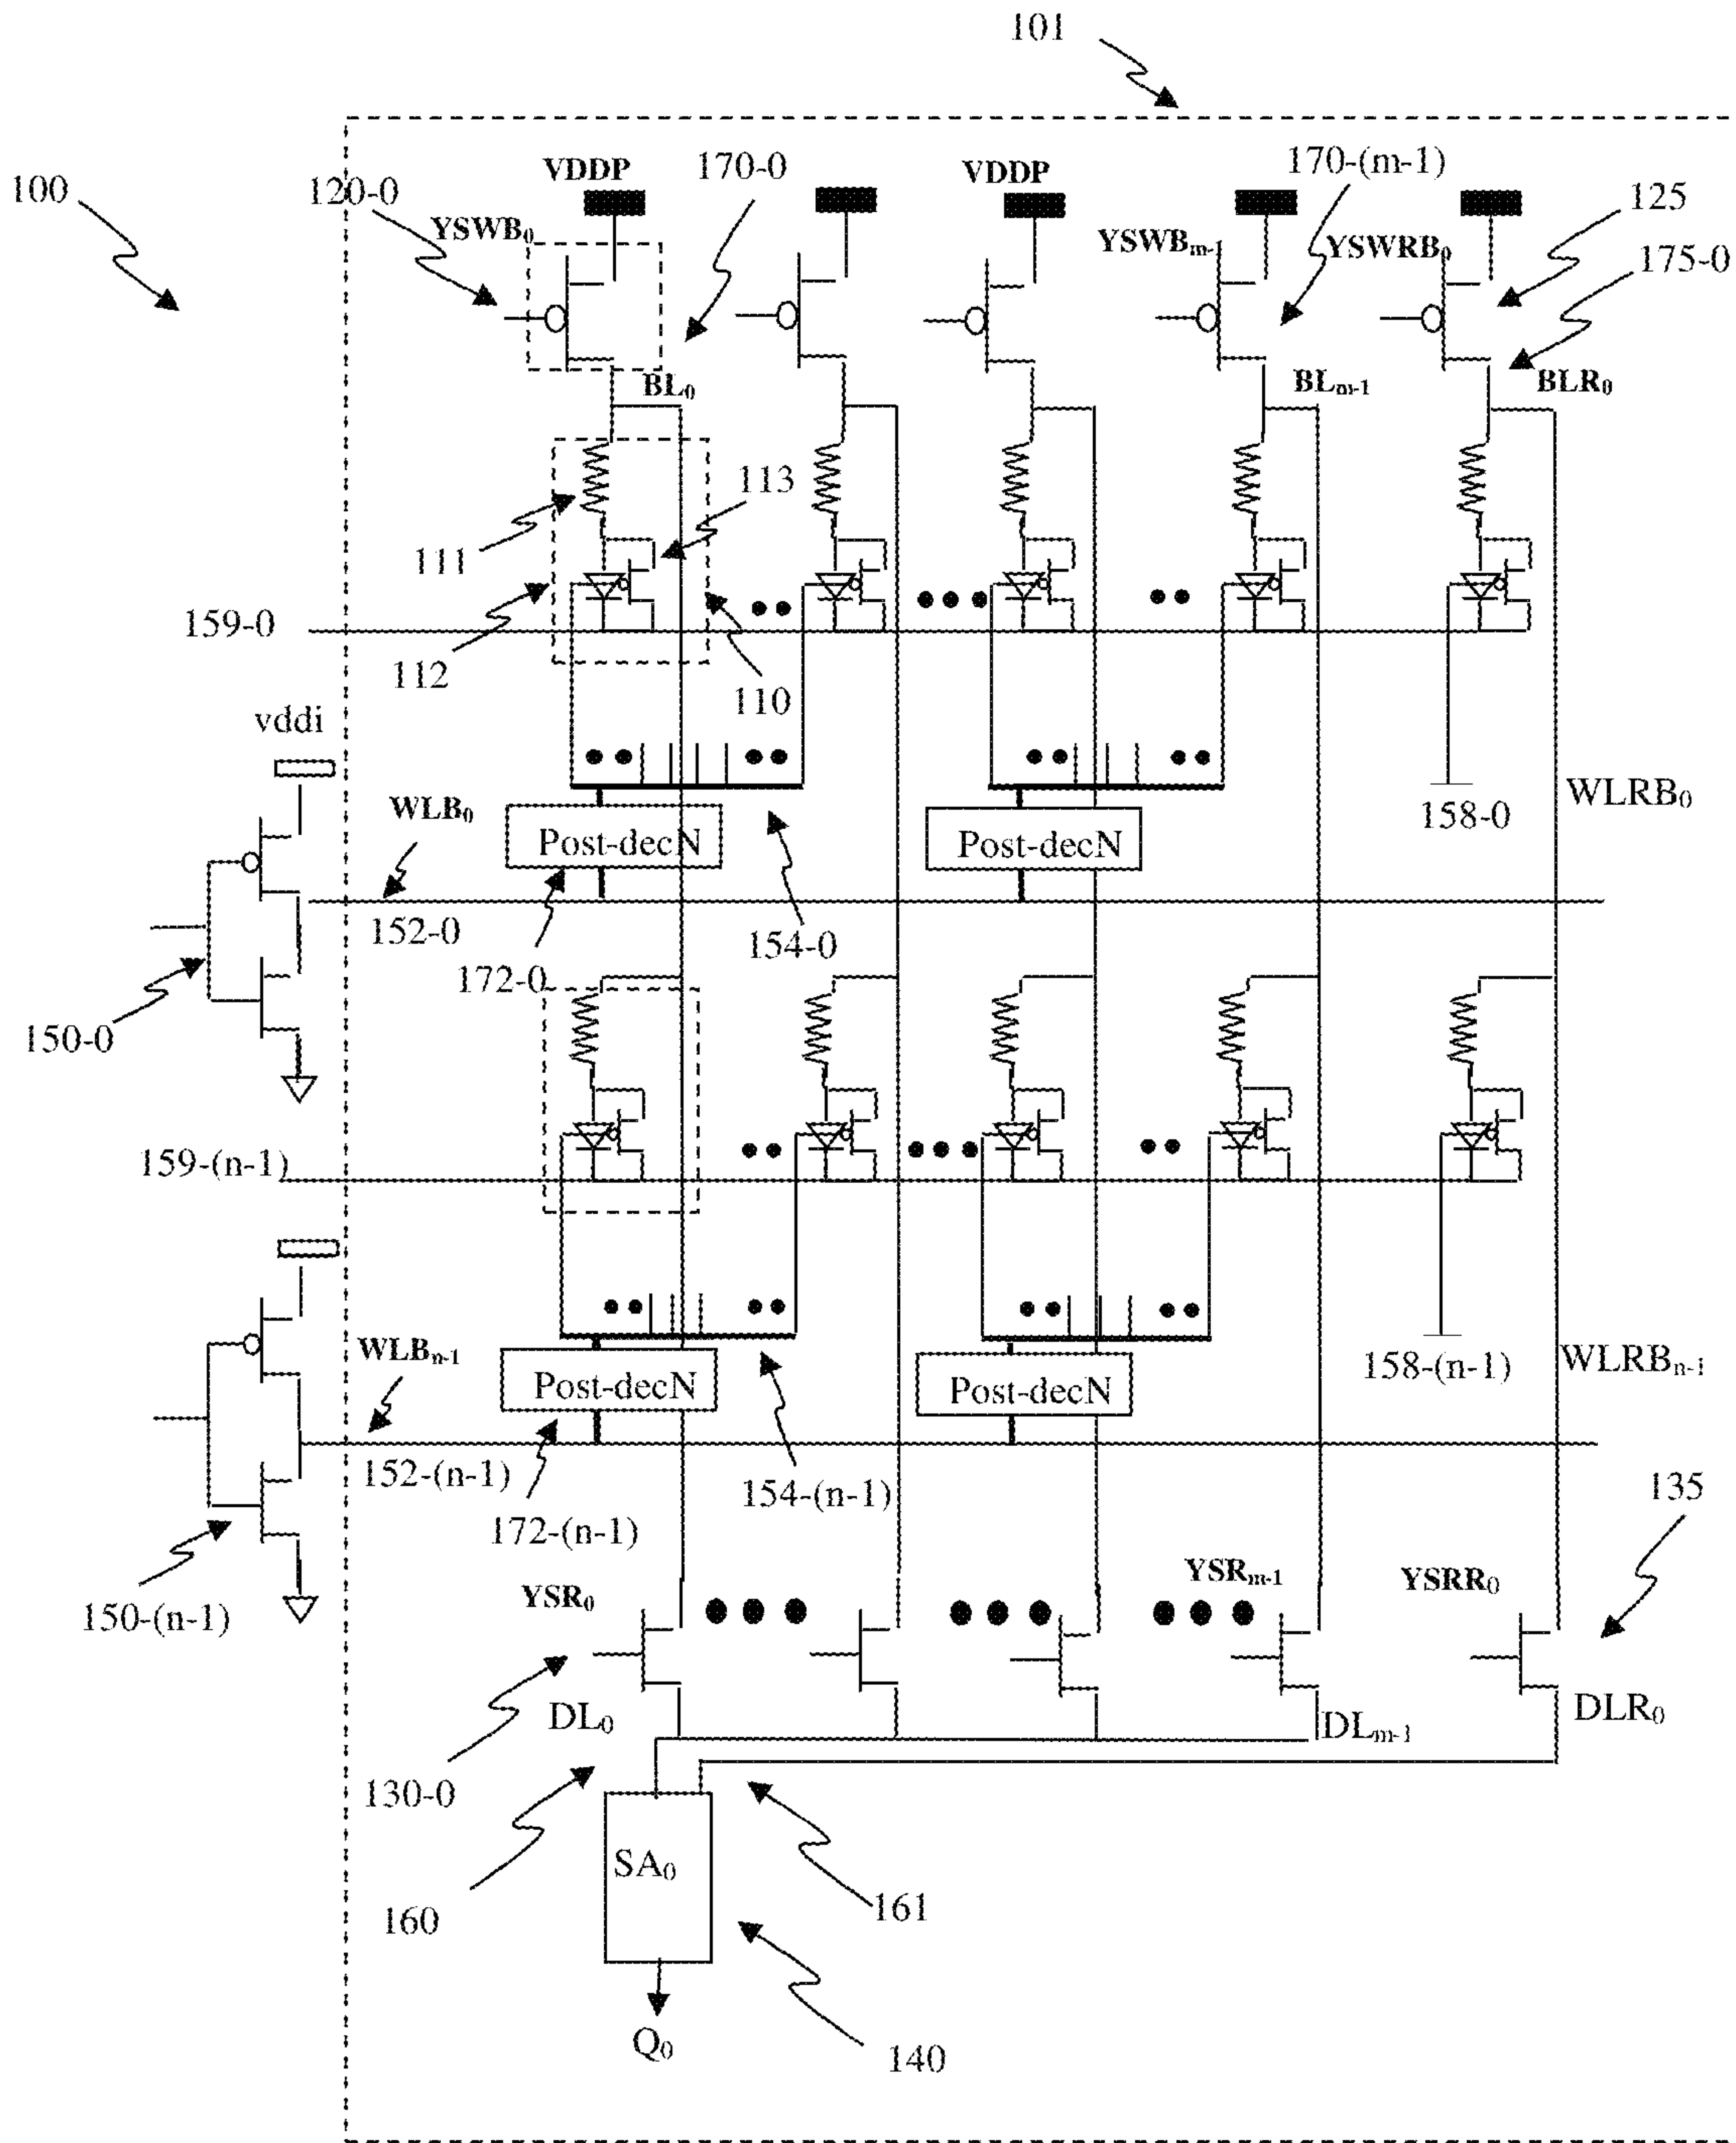 101
100
120-0
VDDP
170-0
VDDP
170-(m-1)
125
YSWB₀
YSWBₘ₋
YSWRB₀
175-0
BL₀
BLₘ₋₁
BLR₀
111
113
159-0
112
110
vddi
WLB₀
Post-decN
Post-decN
158-0
WLRB₀
152-0
154-0
172-0
150-0
159-(n-1)
WLBₙ₋₁
Post-decN
Post-decN
158-(n-1)
WLRBₙ₋₁
152-(n-1)
154-(n-1)
172-(n-1)
135
150-(n-1)
YSR₀
YSRₘ₋₁
YSRR₀
DL₀
DLₘ₋₁
DLR₀
130-0
SA₀
160
161
Q₀
140